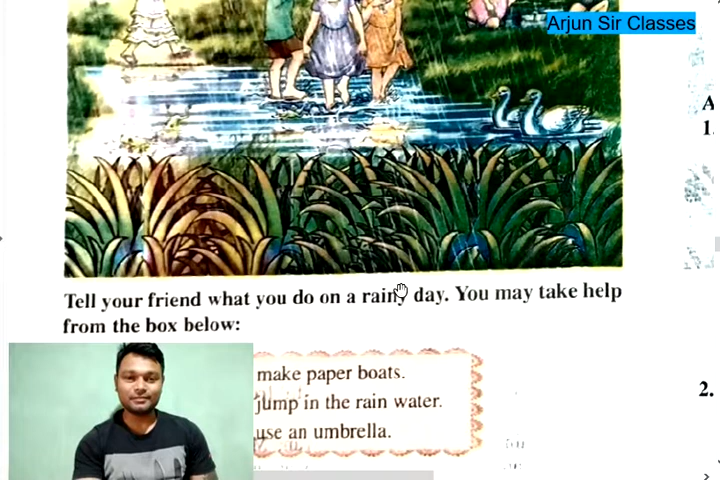 Arjun Sir Classes
A
1.
Tell your friend what you do on a rainy day. You may take help
from the box below:
make paper boats.
jump in the rain water.
use an umbrella.
2.